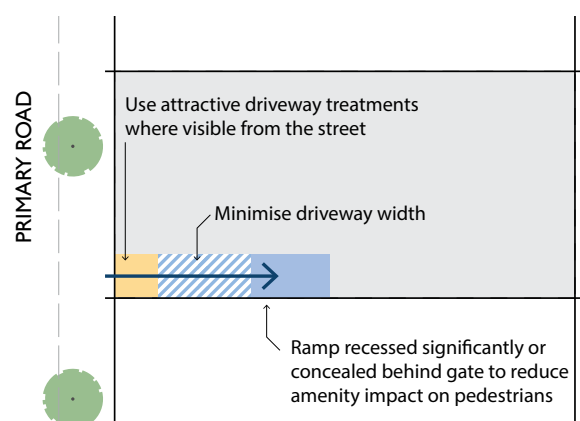 PRIMARY ROAD
Use attractive driveway treatments
where visible from the street
Minimise driveway width
Ramp recessed significantly or
concealed behind gate to reduce
amenity impact on pedestrians